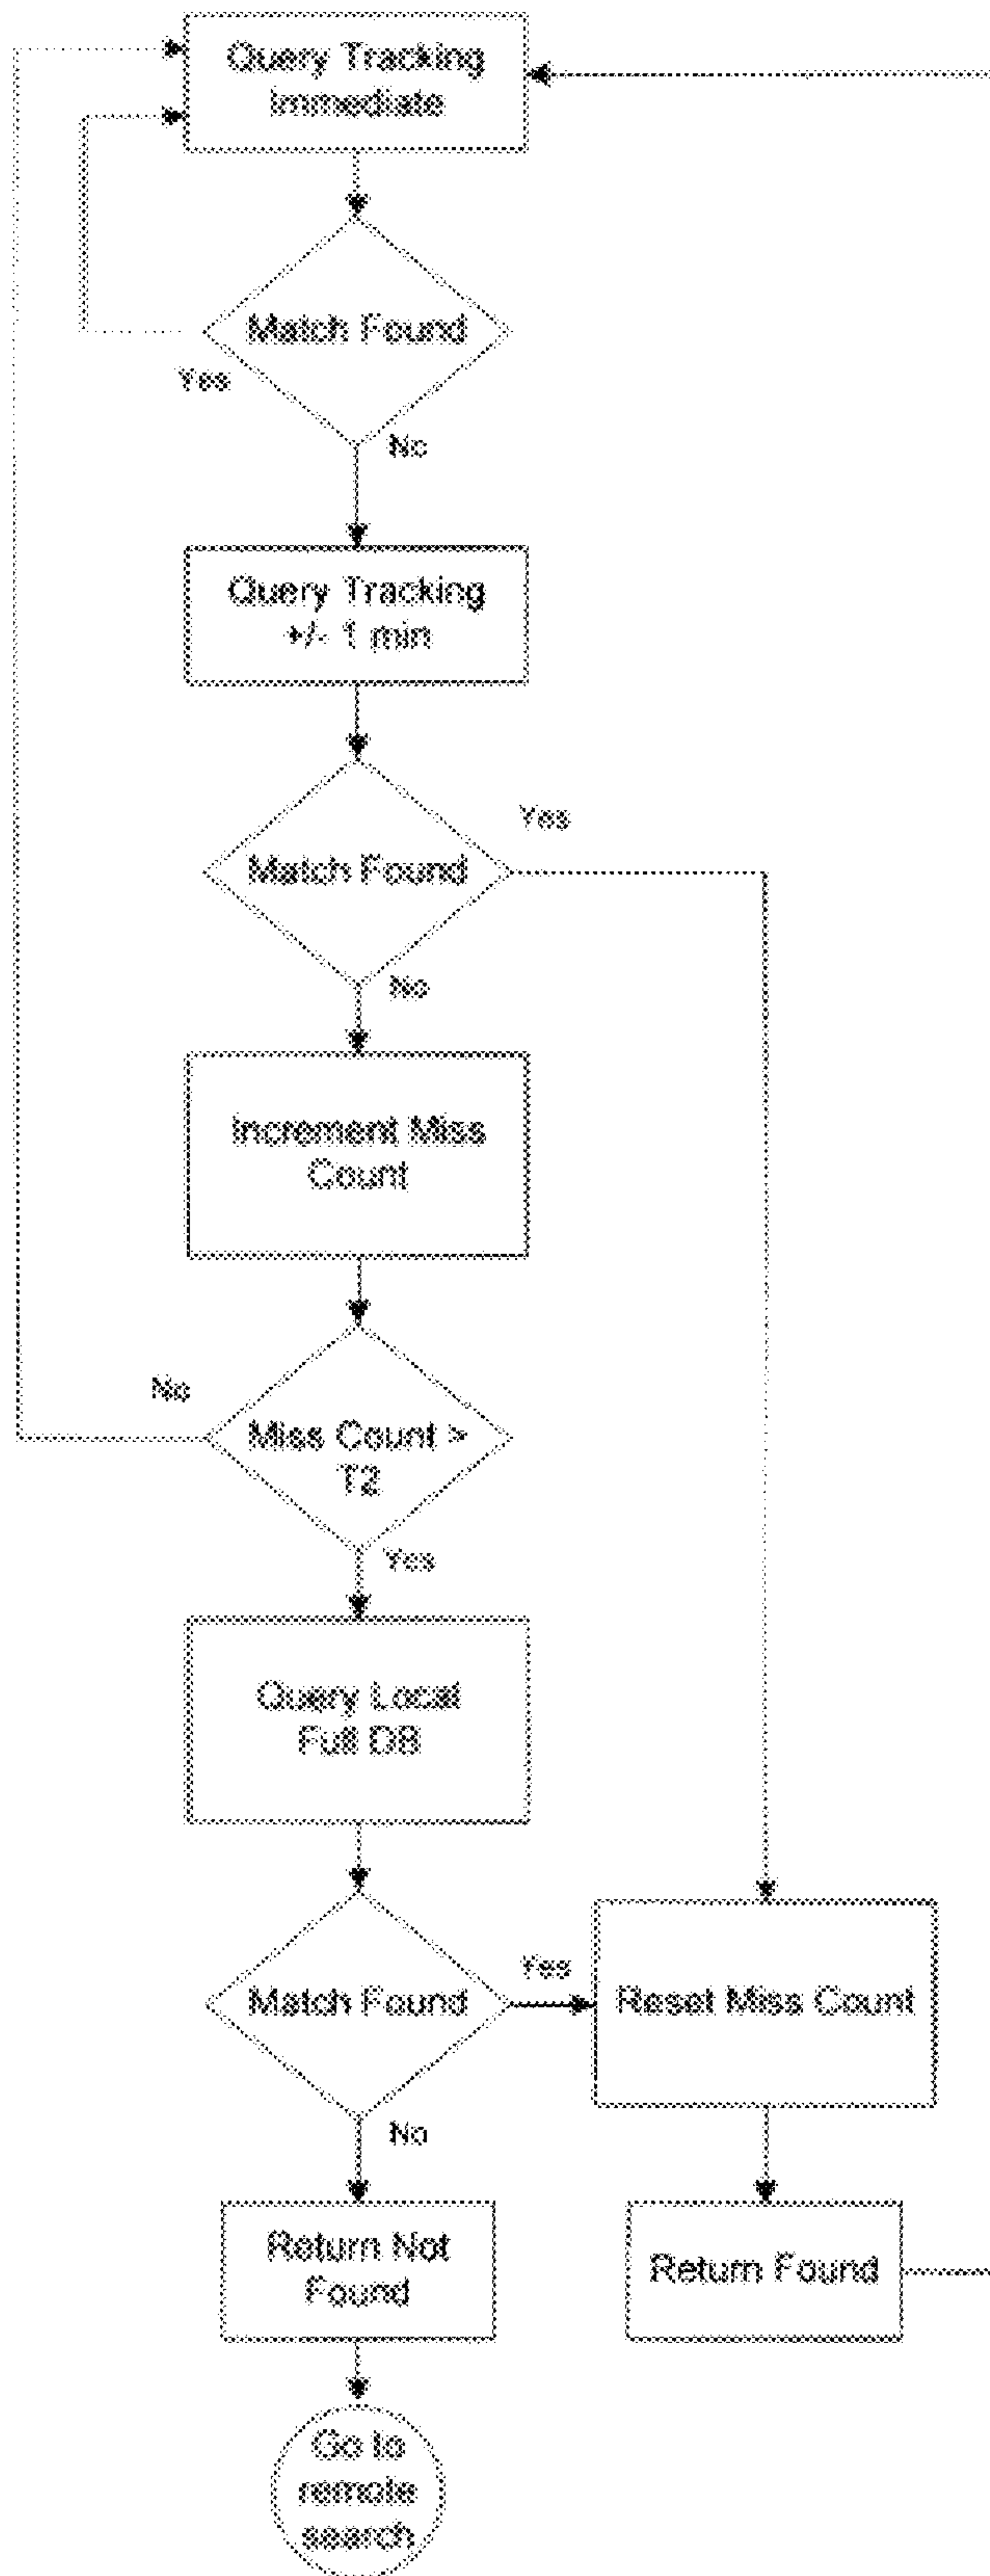 Query Tracking
Immediate
Match Found
Yes
No
Query Tracking
+/- 1 min
Match Found
Yes
No
Increment Miss
Count
No
Miss Count >
T2
Yes
Query Local
Full DB
Match Found
Yes
Reset Miss Count
No
Return Not
Found
Return Found
Go to
remote
search